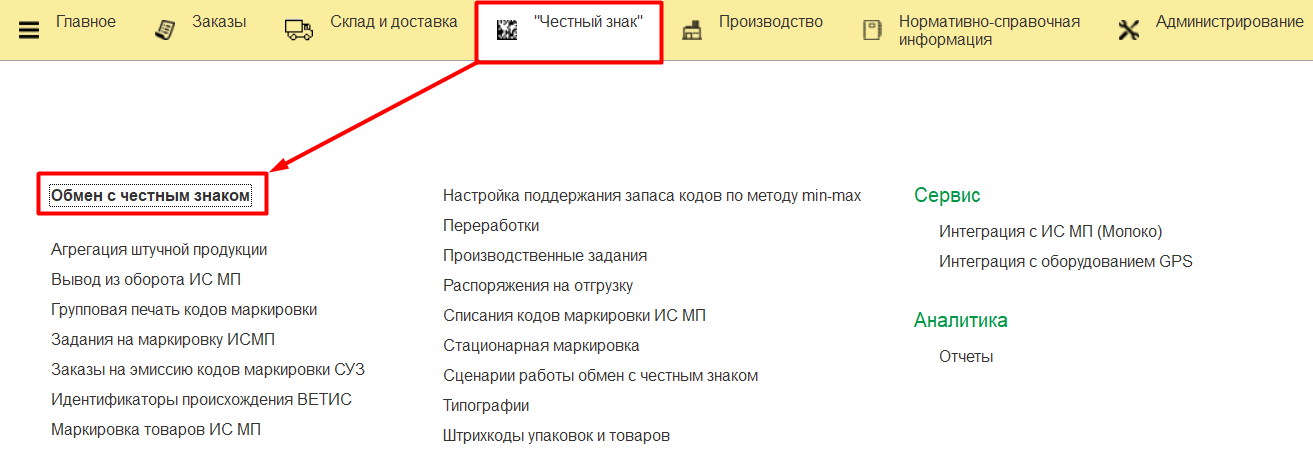 Главное
Заказы
Склад и доставка
"Честный знак"
Производство
Нормативно-справочная
информация
Администрирование
Обмен с честным знаком
Агрегация штучной продукции
Вывод из оборота ИС МП
Групповая печать кодов маркировки
Задания на маркировку ИСМП
Заказы на эмиссию кодов маркировки СУЗ
Идентификаторы происхождения ВЕТИС
Маркировка товаров ИС МП
Настройка поддержания запаса кодов по методу min-max
Переработки
Производственные задания
Распоряжения на отгрузку
Списания кодов маркировки ИС МП
Стационарная маркировка
Сценарии работы обмен с честным знаком
Типографии
Штрихкоды упаковок и товаров
Сервис
Интеграция с ИС МП (Молоко)
Интеграция с оборудованием GPS
Аналитика
Отчеты